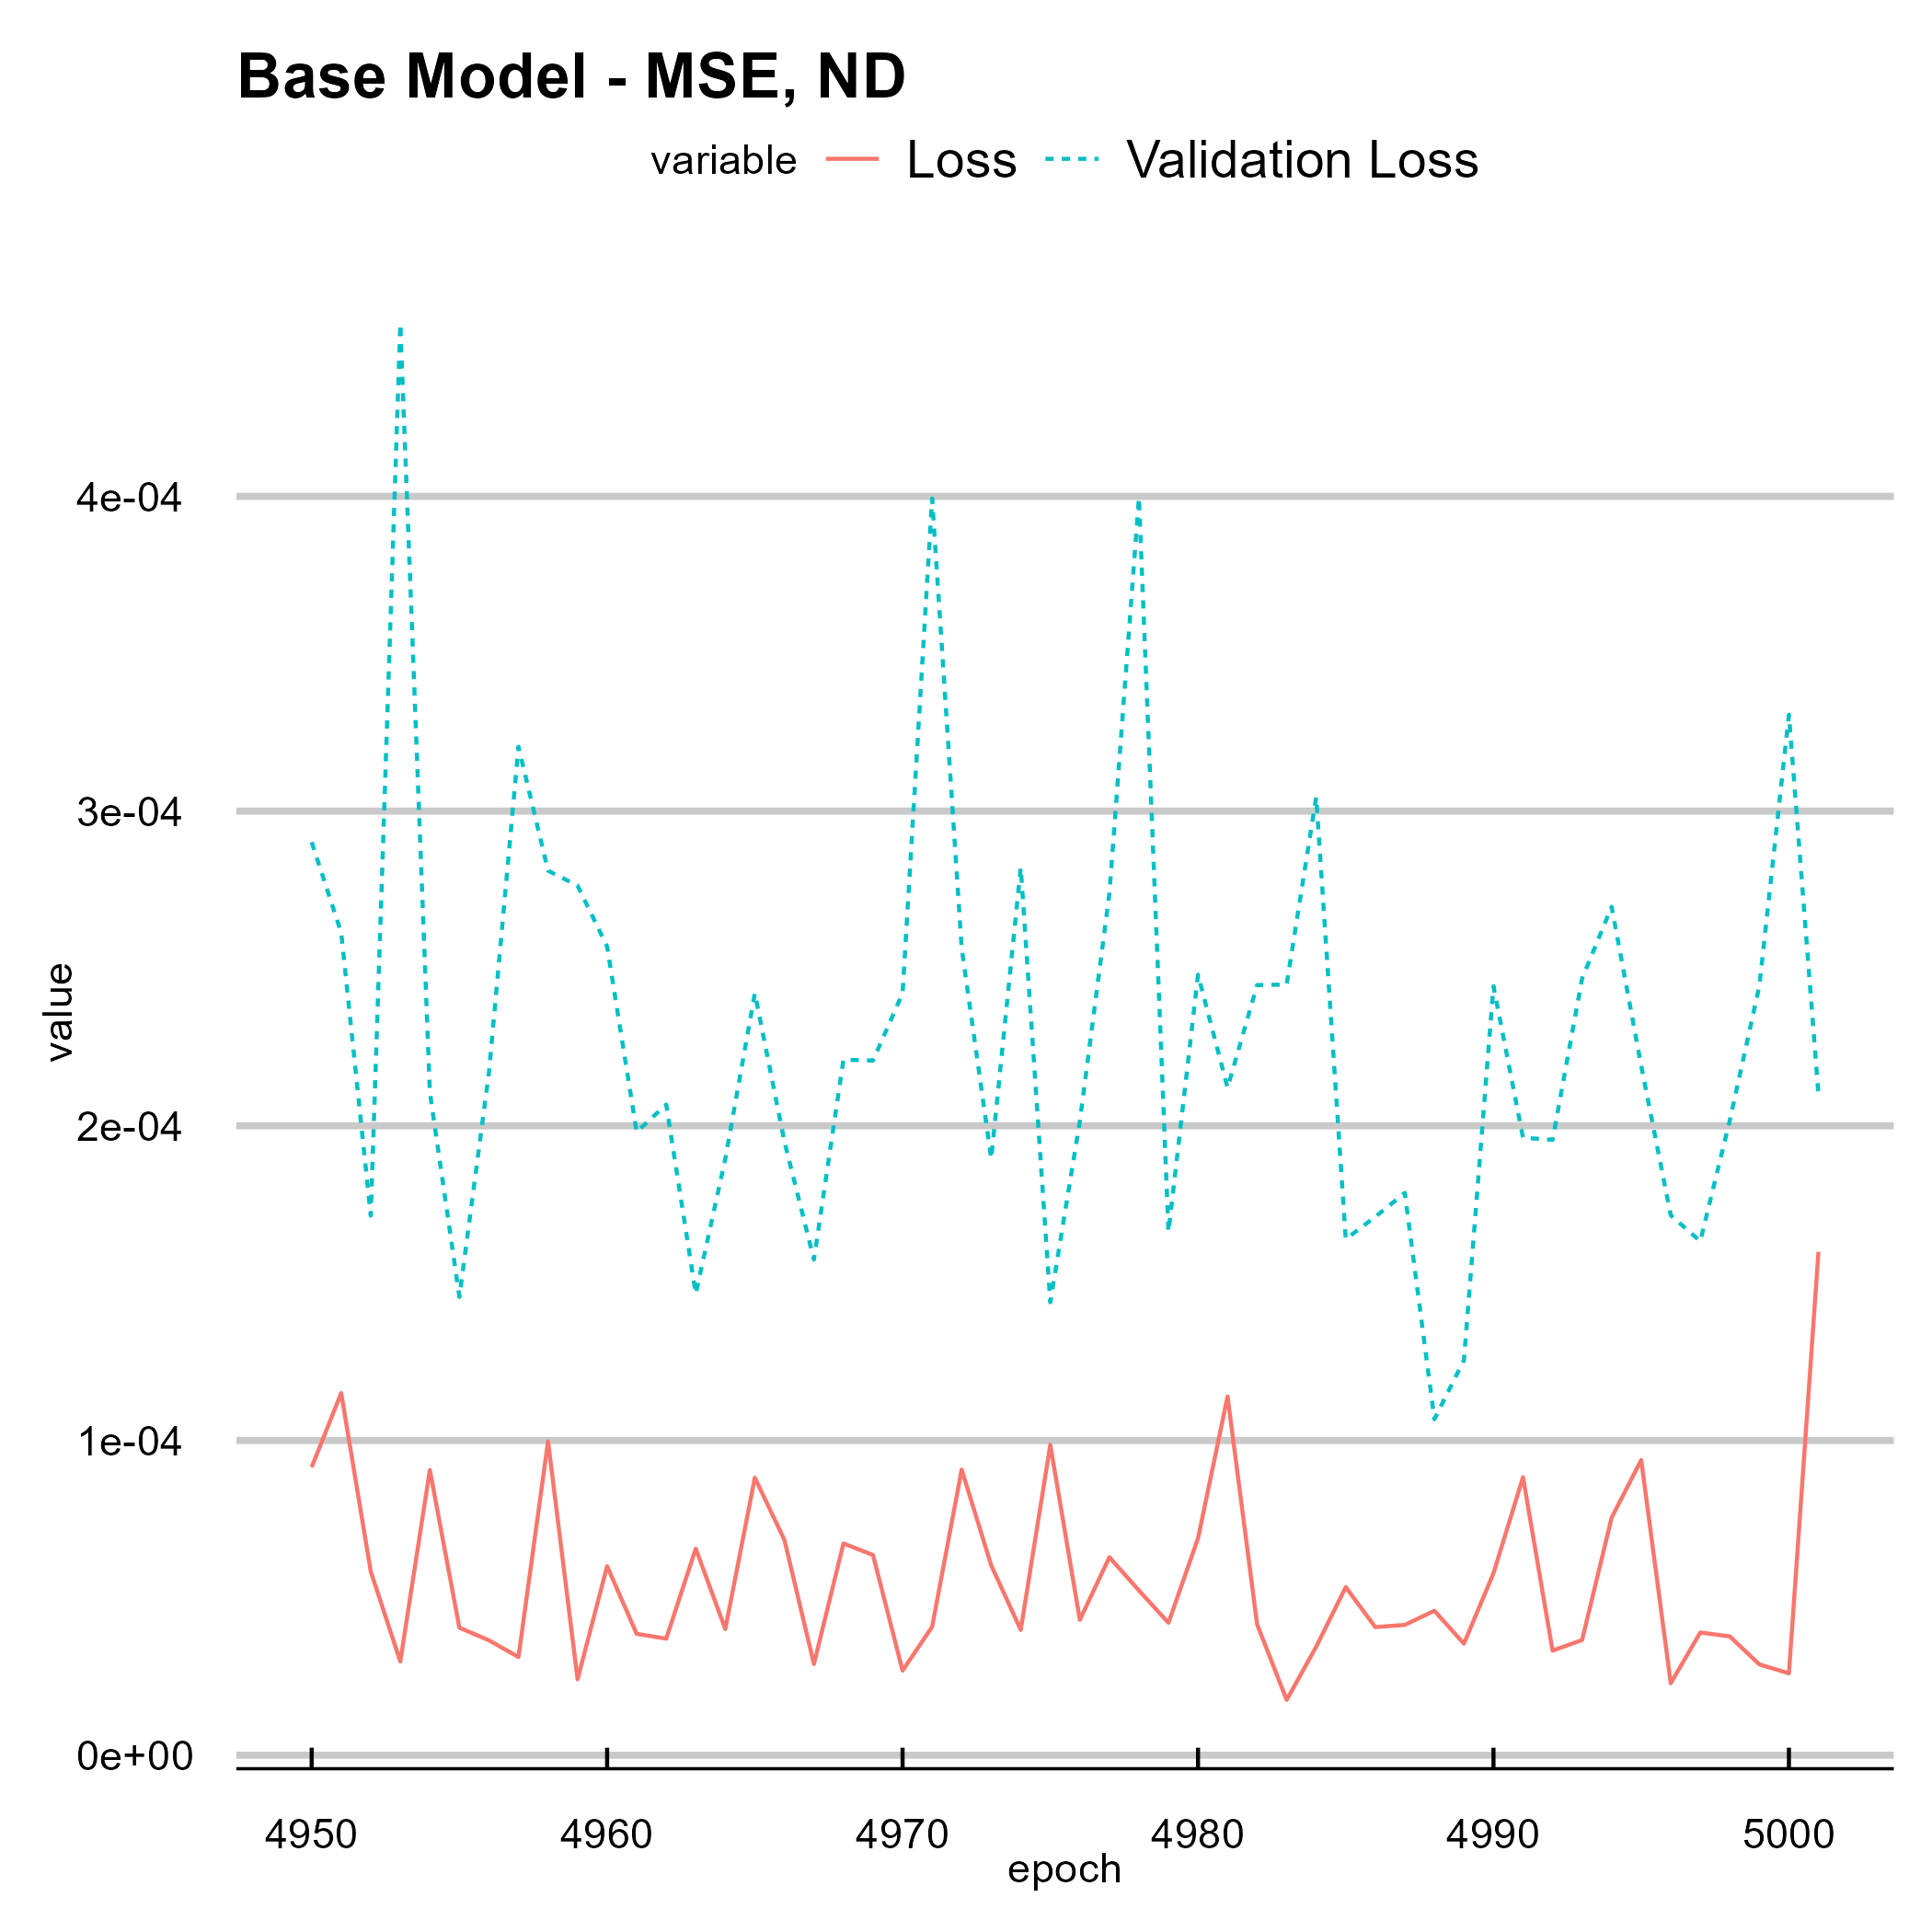 Base Model - MSE, ND
variable Loss Validation Loss
4e-04
3e-04
value
2e-04
1e-04
0e+00
4950 4960 4970 4980 4990 5000
epoch